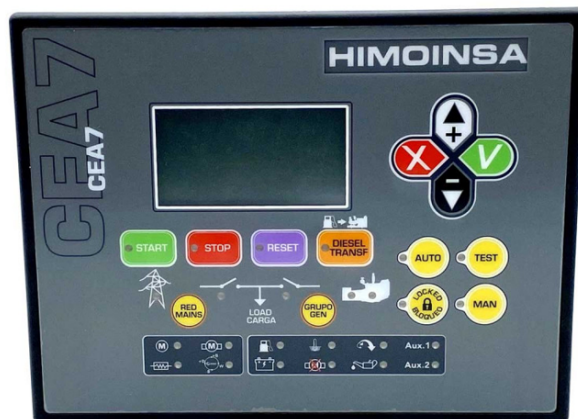 HIMOINSA
CEA7
CEA7
+
X V
−
START STOP RESET DIESEL
TRANSF
AUTO TEST
LOCKED
BLOQUED
MAN
RED
MAINS
LOAD
CARGA
GRUPO
GEN
M
Aux.1
Aux.2